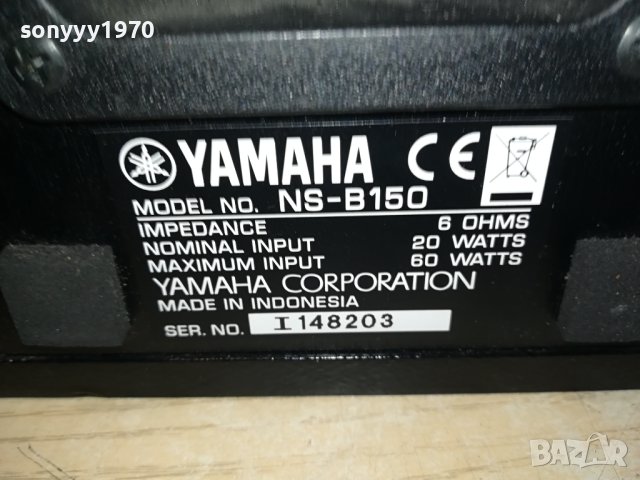 sonyyy1970
YAMAHA CE
MODEL NO. NS-B150
IMPEDANCE 6 OHMS
NOMINAL INPUT 20 WATTS
MAXIMUM INPUT 60 WATTS
YAMAHA CORPORATION
MADE IN INDONESIA
SER. NO. I 148203
BAZAR